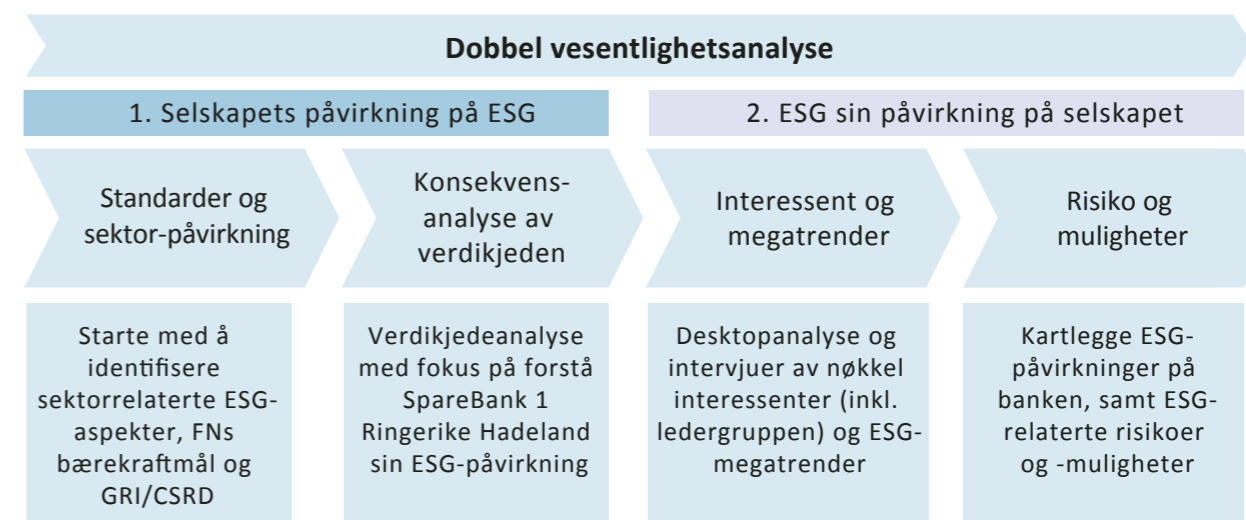 Dobbel vesentlighetsanalyse
1. Selskapets påvirkning på ESG
2. ESG sin påvirkning på selskapet
Standarder og
sektor-påvirkning
Konsekvens-
analyse av
verdikjeden
Interessent og
megatrender
Risiko og
muligheter
Starte med å
identifisere
sektorrelaterte ESG-
aspekter, FNs
bærekraftmål og
GRI/CSRD
Verdikjedeanalyse
med fokus på forstå
SpareBank 1
Ringerike Hadeland
sin ESG-påvirkning
Desktopanalyse og
intervjuer av nøkkel
interessenter (inkl.
ledergruppen) og ESG-
megatrender
Kartlegge ESG-
påvirkninger på
banken, samt ESG-
relaterte risikoer
og -muligheter